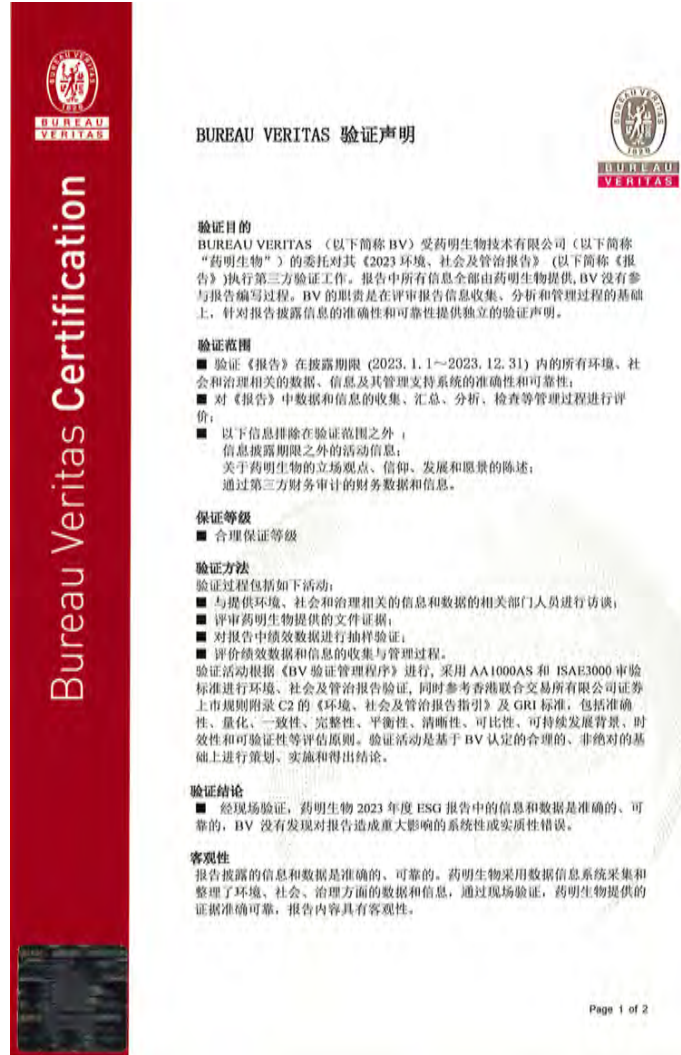 BUREAU VERITAS
1828
BUREAU
VERITAS
Bureau Veritas Certification
BUREAU VERITAS
1828
BUREAU
VERITAS
BUREAU VERITAS 验证声明
验证目的
BUREAU VERITAS （以下简称 BV）受药明生物技术有限公司（以下简称
“药明生物”）的委托对其《2023 环境、社会及管治报告》（以下简称《报
告》)执行第三方验证工作。报告中所有信息全部由药明生物提供, BV 没有参
与报告编写过程。BV 的职责是在评审报告信息收集、分析和管理过程的基础
上，针对报告披露信息的准确性和可靠性提供独立的验证声明。
验证范围
■ 验证《报告》在披露期限 (2023.1.1～2023.12.31) 内的所有环境、社
会和治理相关的数据、信息及其管理支持系统的准确性和可靠性；
■ 对《报告》中数据和信息的收集、汇总、分析、检查等管理过程进行评
价；
■ 以下信息排除在验证范围之外：
信息披露期限之外的活动信息；
关于药明生物的立场观点、信仰、发展和愿景的陈述；
通过第三方财务审计的财务数据和信息。
保证等级
■ 合理保证等级
验证方法
验证过程包括如下活动：
■ 与提供环境、社会和治理相关的信息和数据的相关部门人员进行访谈；
■ 评审药明生物提供的文件证据；
■ 对报告中绩效数据进行抽样验证；
■ 评价绩效数据和信息的收集与管理过程。
验证活动根据《BV 验证管理程序》进行, 采用 AA1000AS 和 ISAE3000 审验
标准进行环境、社会及管治报告验证, 同时参考香港联合交易所有限公司证券
上市规则附录 C2 的《环境、社会及管治报告指引》及 GRI 标准，包括准确
性、量化、一致性、完整性、平衡性、清晰性、可比性、可持续发展背景、时
效性和可验证性等评估原则。验证活动是基于 BV 认定的合理的、非绝对的基
础上进行策划、实施和得出结论。
验证结论
■ 经现场验证，药明生物 2023 年度 ESG 报告中的信息和数据是准确的、可
靠的，BV 没有发现对报告造成重大影响的系统性或实质性错误。
客观性
报告披露的信息和数据是准确的、可靠的。药明生物采用数据信息系统采集和
整理了环境、社会、治理方面的数据和信息，通过现场验证，药明生物提供的
证据准确可靠，报告内容具有客观性。
Page 1 of 2